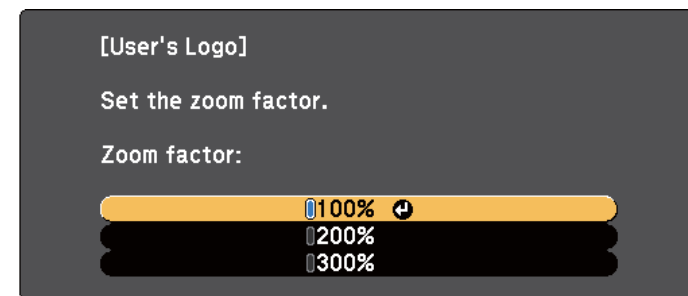 [User's Logo]
Set the zoom factor.
Zoom factor:
100%
200%
300%